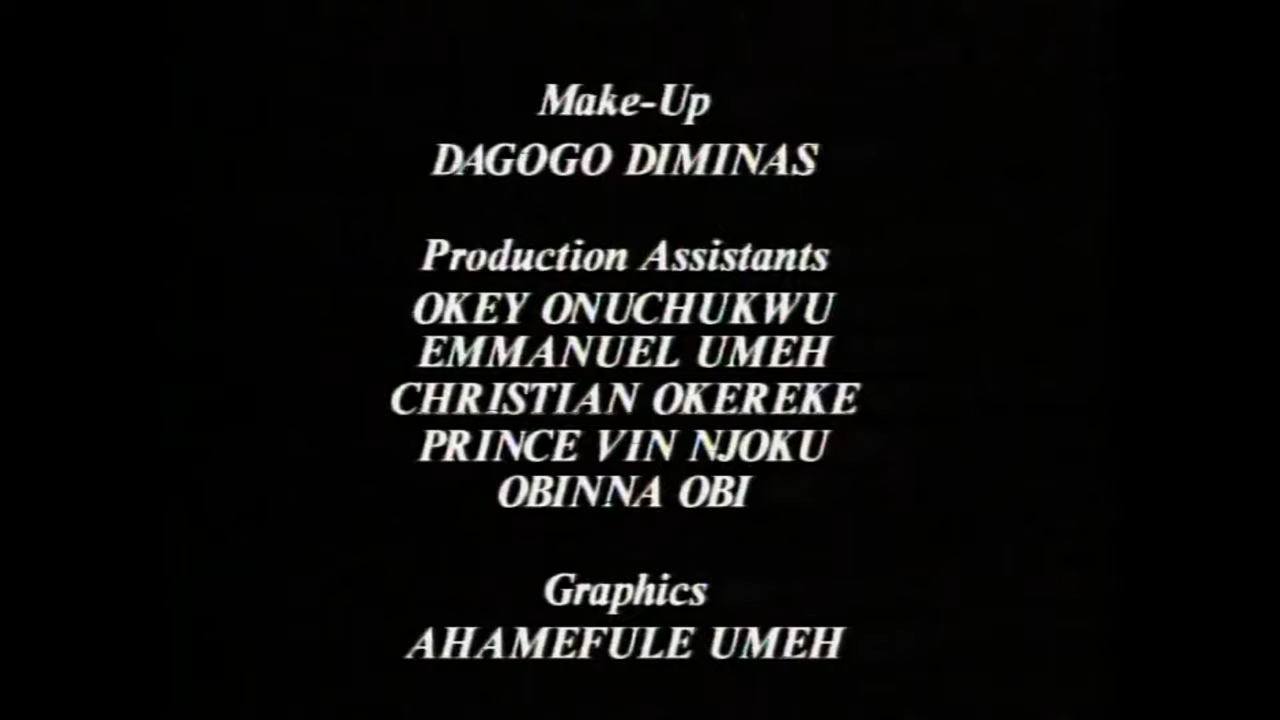 Make-Up
DAGOGO DIMINAS
Production Assistants
OKEY ONUCHUKWU
EMMANUEL UMEH
CHRISTIAN OKEREKE
PRINCE VIN NJOKU
OBINNA OBI
Graphics
AHAMEFULE UMEH